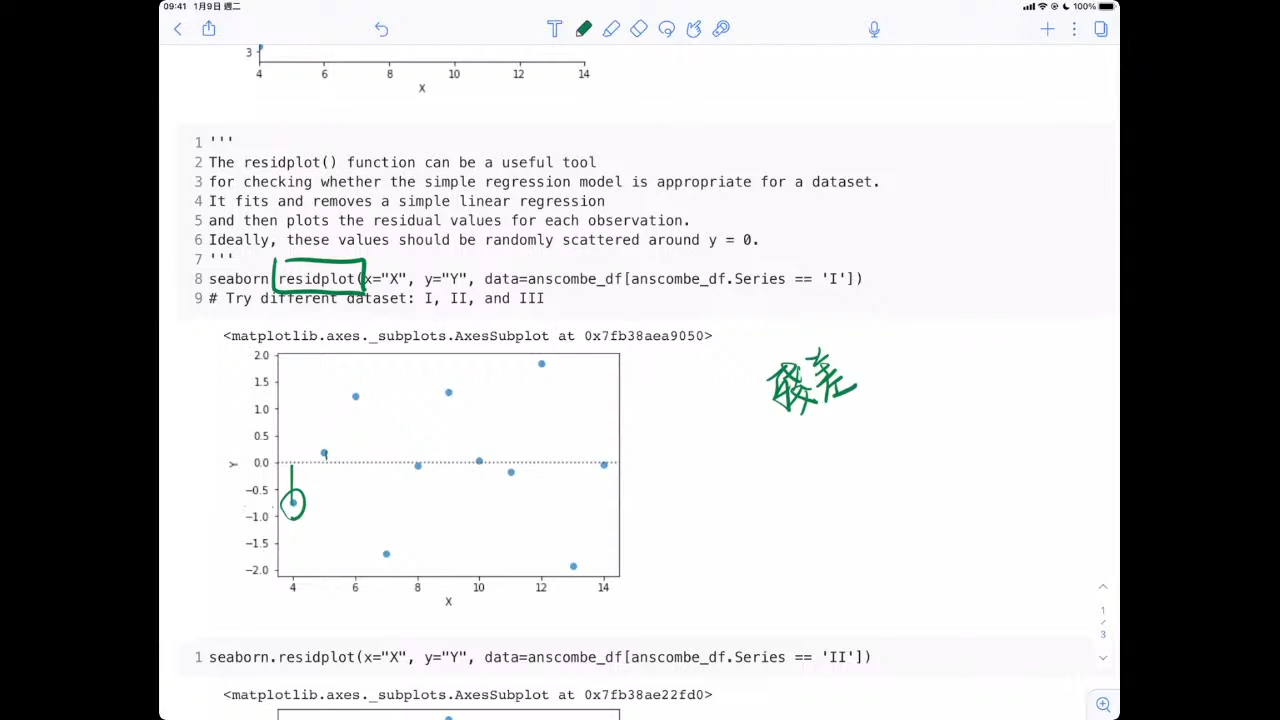 09:41 1月9日 週二
100%
3
4 6 8 10 12 14
X
1 '''
2 The residplot() function can be a useful tool
3 for checking whether the simple regression model is appropriate for a dataset.
4 It fits and removes a simple linear regression
5 and then plots the residual values for each observation.
6 Ideally, these values should be randomly scattered around y = 0.
7 '''
8 seaborn.residplot(x="X", y="Y", data=anscombe_df[anscombe_df.Series == 'I'])
9 # Try different dataset: I, II, and III
<matplotlib.axes._subplots.AxesSubplot at 0x7fb38aea9050>
殘差
2.0
1.5
1.0
0.5
0.0
-0.5
-1.0
-1.5
-2.0
Y
4 6 8 10 12 14
X
1
/
3
1 seaborn.residplot(x="X", y="Y", data=anscombe_df[anscombe_df.Series == 'II'])
<matplotlib.axes._subplots.AxesSubplot at 0x7fb38ae22fd0>